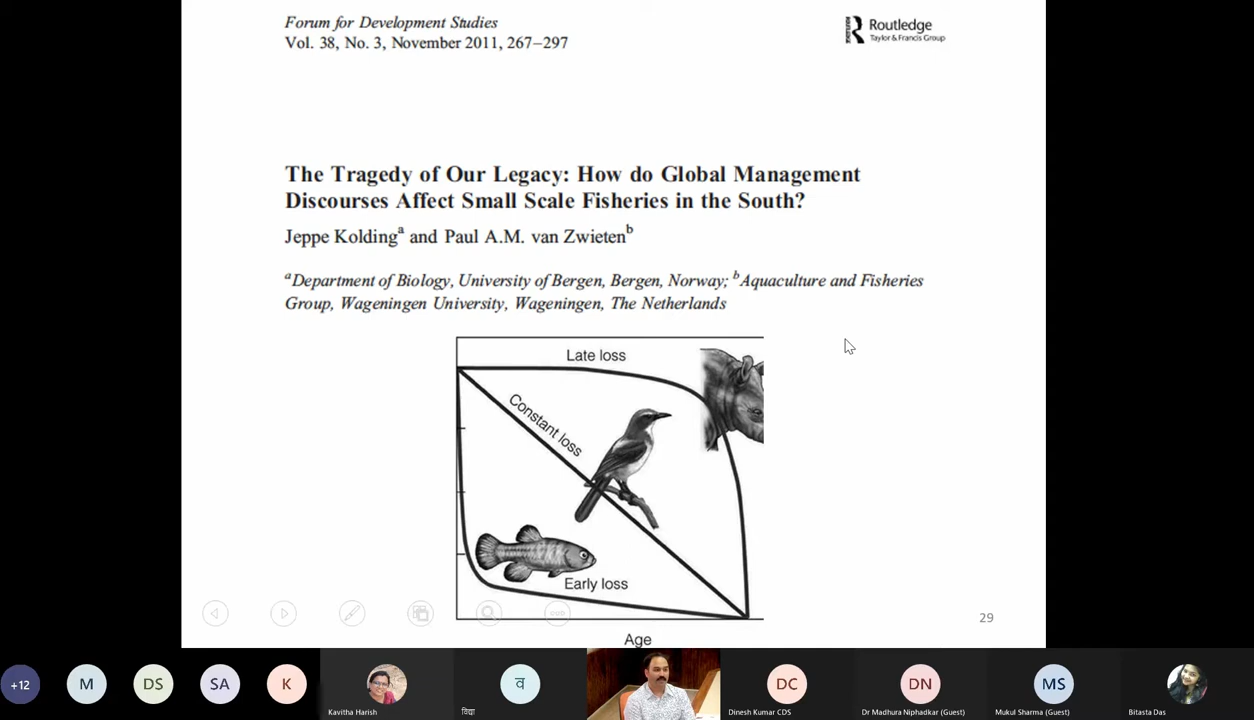 Forum for Development Studies
Vol. 38, No. 3, November 2011, 267–297
Routledge
Taylor & Francis Group
The Tragedy of Our Legacy: How do Global Management
Discourses Affect Small Scale Fisheries in the South?
Jeppe Kolding^a and Paul A.M. van Zwieten^b
^aDepartment of Biology, University of Bergen, Bergen, Norway; ^bAquaculture and Fisheries
Group, Wageningen University, Wageningen, The Netherlands
Late loss
Constant loss
Early loss
Age
29
+12
M
DS
SA
K
Kavitha Harish
व
विद्या
DC
Dinesh Kumar CDS
DN
Dr Madhura Niphadkar (Guest)
MS
Mukul Sharma (Guest)
Bitasta Das